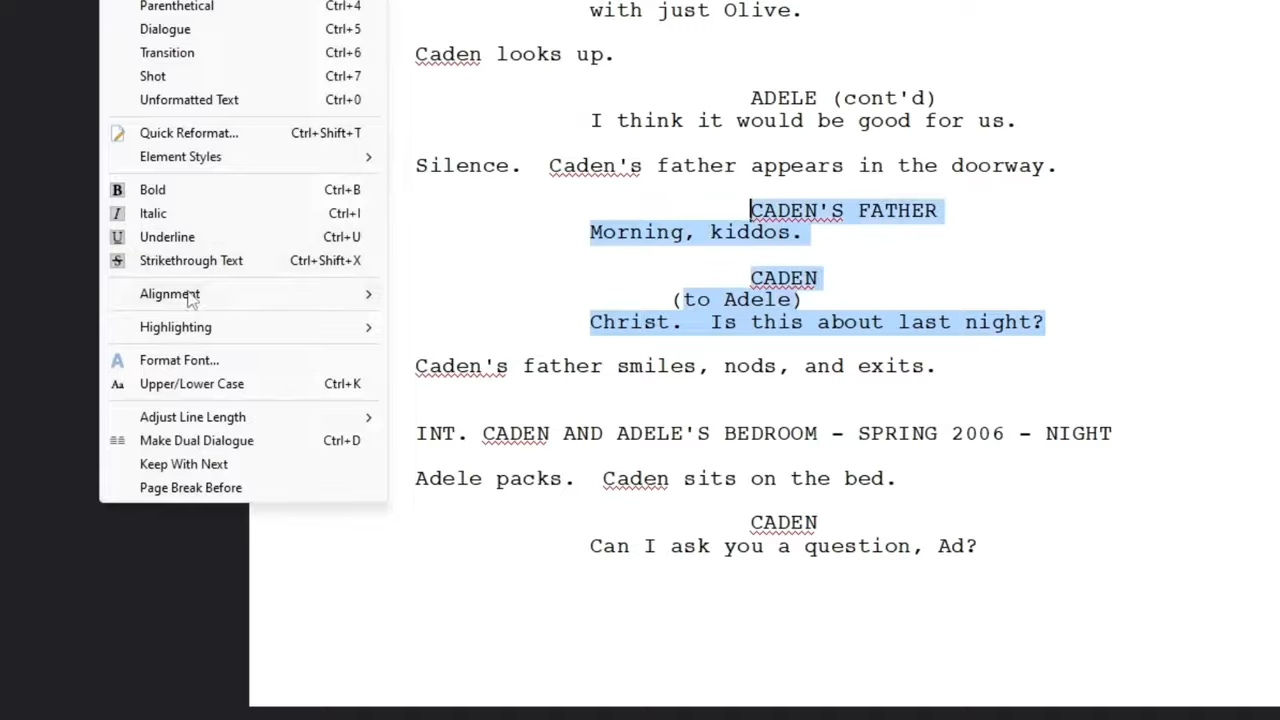 Parenthetical Ctrl+4
Dialogue Ctrl+5
Transition Ctrl+6
Shot Ctrl+7
Unformatted Text Ctrl+0
Quick Reformat... Ctrl+Shift+T
Element Styles
Bold Ctrl+B
Italic Ctrl+I
Underline Ctrl+U
Strikethrough Text Ctrl+Shift+X
Alignment
Highlighting
Format Font...
Upper/Lower Case Ctrl+K
Adjust Line Length
Make Dual Dialogue Ctrl+D
Keep With Next
Page Break Before
with just Olive.
Caden looks up.
ADELE (cont'd)
I think it would be good for us.
Silence.  Caden's father appears in the doorway.
CADEN'S FATHER
Morning, kiddos.
CADEN
(to Adele)
Christ.  Is this about last night?
Caden's father smiles, nods, and exits.
INT. CADEN AND ADELE'S BEDROOM - SPRING 2006 - NIGHT
Adele packs.  Caden sits on the bed.
CADEN
Can I ask you a question, Ad?